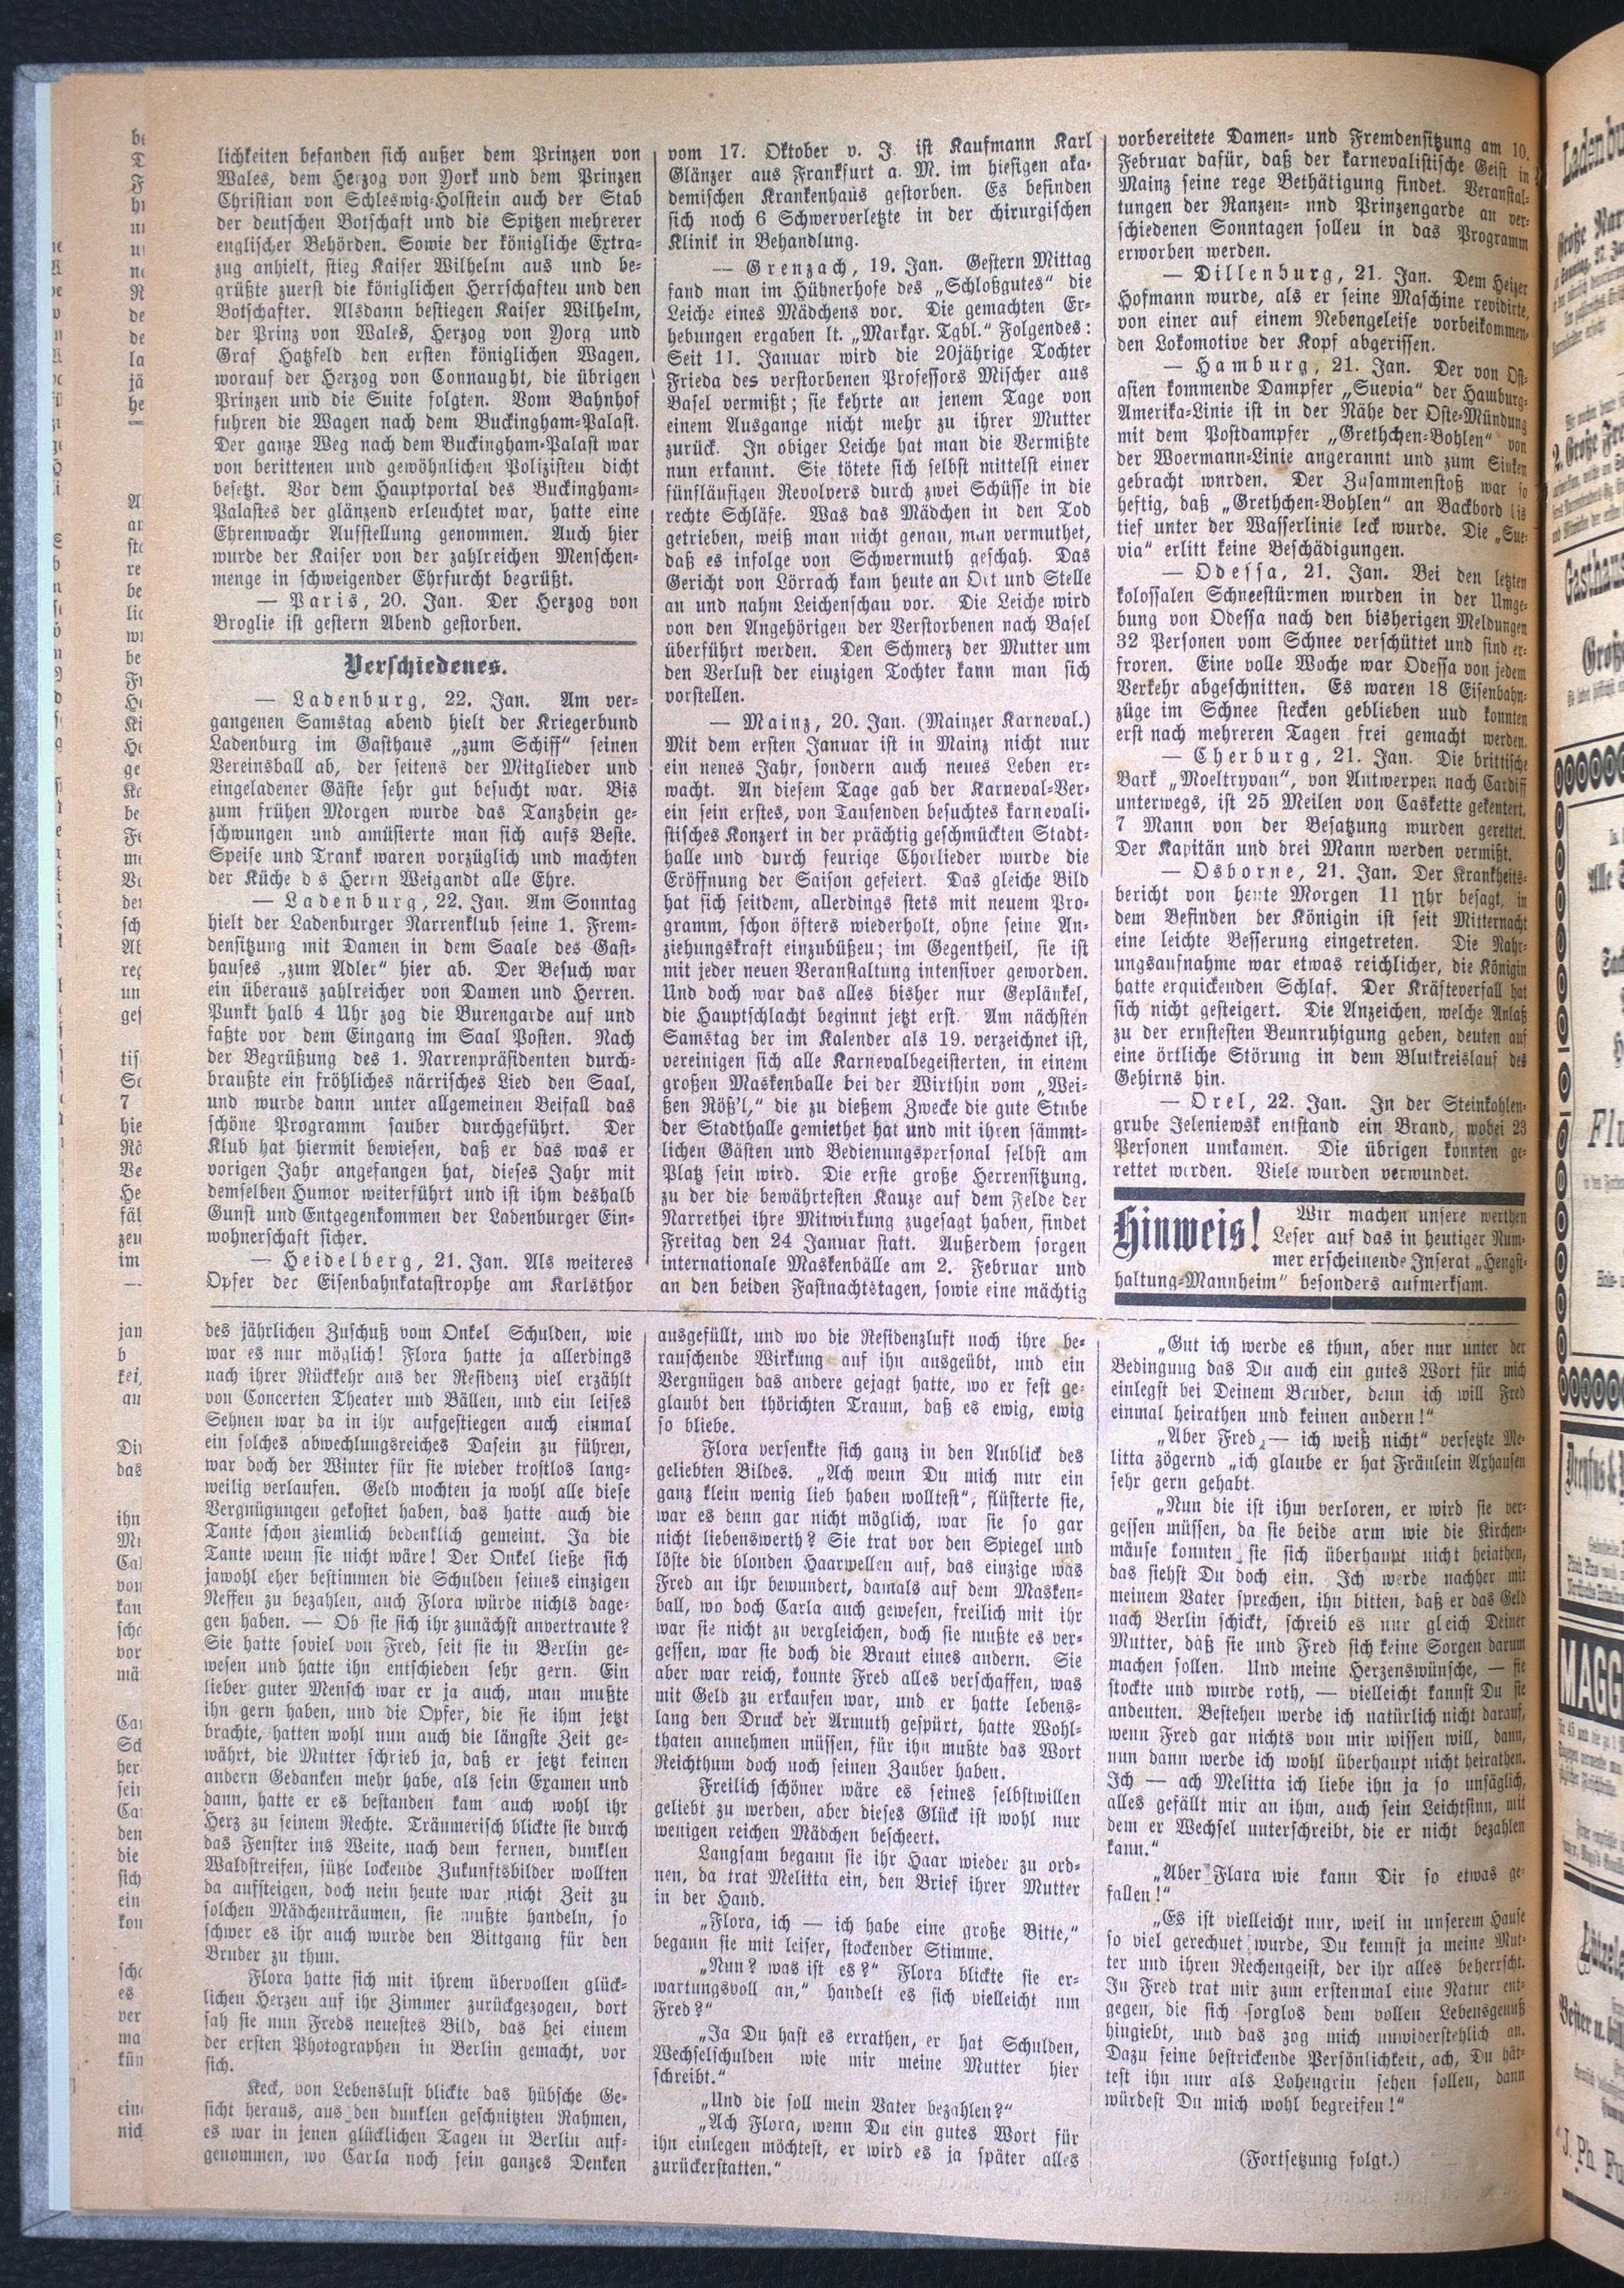 lichkeiten befanden sich außer dem Prinzen von
Wales, dem Herzog von York und dem Prinzen
Christian von Schleswig-Holstein auch der Stab
der deutschen Botschaft und die Spitzen mehrerer
englischer Behörden. Sowie der königliche Extra-
zug anhielt, stieg Kaiser Wilhelm aus und be-
grüßte zuerst die königlichen Herrschafteu und den
Botschafter. Alsdann bestiegen Kaiser Wilhelm,
der Prinz von Wales, Herzog von Yorg und
Graf Hatzfeld den ersten königlichen Wagen,
worauf der Herzog von Connaught, die übrigen
Prinzen und die Suite folgten. Vom Bahnhof
fuhren die Wagen nach dem Buckingham-Palast.
Der ganze Weg nach dem Buckingham-Palast war
von berittenen und gewöhnlichen Polizisten dicht
besetzt. Vor dem Hauptportal des Buckingham-
Palastes der glänzend erleuchtet war, hatte eine
Ehrenwachr Aufstellung genommen. Auch hier
wurde der Kaiser von der zahlreichen Menschen-
menge in schweigender Ehrfurcht begrüßt.
— Paris, 20. Jan. Der Herzog von
Broglie ist gestern Abend gestorben.
Verschiedenes.
— Ladenburg, 22. Jan. Am ver-
gangenen Samstag abend hielt der Kriegerbund
Ladenburg im Gasthaus „zum Schiff“ seinen
Vereinsball ab, der seitens der Mitglieder und
eingeladener Gäste sehr gut besucht war. Bis
zum frühen Morgen wurde das Tanzbein ge-
schwungen und amüsierte man sich aufs Beste.
Speise und Trank waren vorzüglich und machten
der Küche d s Herrn Weigandt alle Ehre.
— Ladenburg, 22. Jan. Am Sonntag
hielt der Ladenburger Narrenklub seine 1. Frem-
densitzung mit Damen in dem Saale des Gast-
hauses „zum Adler“ hier ab. Der Besuch war
ein überaus zahlreicher von Damen und Herren.
Punkt halb 4 Uhr zog die Burengarde auf und
faßte vor dem Eingang im Saal Posten. Nach
der Begrüßung des 1. Narrenpräsidenten durch-
braußte ein fröhliches närrisches Lied den Saal,
und wurde dann unter allgemeinen Beifall das
schöne Programm sauber durchgeführt. Der
Klub hat hiermit bewiesen, daß er das was er
vorigen Jahr angefangen hat, dieses Jahr mit
demselben Humor weiterführt und ist ihm deshalb
Gunst und Entgegenkommen der Ladenburger Ein-
wohnerschaft sicher.
— Heidelberg, 21. Jan. Als weiteres
Opfer der Eisenbahnkatastrophe am Karlsthor
vom 17. Oktober v. J. ist Kaufmann Karl
Glänzer aus Frankfurt a. M. im hiesigen aka-
demischen Krankenhaus gestorben. Es befinden
sich noch 6 Schwerverletzte in der chirurgischen
Klinik in Behandlung.
— Grenzach, 19. Jan. Gestern Mittag
fand man im Hühnerhofe des „Schloßgutes“ die
Leiche eines Mädchens vor. Die gemachten Er-
hebungen ergaben lt. „Markgr. Tgbl.“ Folgendes:
Seit 11. Januar wird die 20jährige Tochter
Frieda des verstorbenen Professors Mischer aus
Basel vermißt; sie kehrte an jenem Tage von
einem Ausgange nicht mehr zu ihrer Mutter
zurück. In obiger Leiche hat man die Vermißte
nun erkannt. Sie tötete sich selbst mittelst einer
fünfläufigen Revolvers durch zwei Schüsse in die
rechte Schläfe. Was das Mädchen in den Tod
getrieben, weiß man nicht genau, man vermuthet,
daß es infolge von Schwermuth geschah. Das
Gericht von Lörrach kam heute an Ort und Stelle
an und nahm Leichenschau vor. Die Leiche wird
von den Angehörigen der Verstorbenen nach Basel
überführt werden. Den Schmerz der Mutter um
den Verlust der einzigen Tochter kann man sich
vorstellen.
— Mainz, 20. Jan. (Mainzer Karneval.)
Mit dem ersten Januar ist in Mainz nicht nur
ein nenes Jahr, sondern auch neues Leben er-
wacht. An diesem Tage gab der Karneval-Ver-
ein sein erstes, von Tausenden besuchtes karnevali-
stisches Konzert in der prächtig geschmückten Stadt-
halle und durch feurige Chorlieder wurde die
Eröffnung der Saison gefeiert. Das gleiche Bild
hat sich seitdem, allerdings stets mit neuem Pro-
gramm, schon öfters wiederholt, ohne seine An-
ziehungskraft einzubüßen; im Gegentheil, sie ist
mit jeder neuen Veranstaltung intensiver geworden.
Und doch war das alles bisher nur Geplänkel,
die Hauptschlacht beginnt jetzt erst. Am nächsten
Samstag der im Kalender als 19. verzeichnet ist,
vereinigen sich alle Karnevalbegeisterten, in einem
großen Maskenballe bei der Wirthin vom „Wei-
ßen Röß'l,“ die zu dießem Zwecke die gute Stnbe
der Stadthalle gemiethet hat und mit ihren sämmt-
lichen Gästen und Bedienungspersonal selbst am
Platz sein wird. Die erste große Herrensitzung,
zu der die bewährtesten Kauze auf dem Felde der
Narrethei ihre Mitwirkung zugesagt haben, findet
Freitag den 24 Januar statt. Außerdem sorgen
internationale Maskenbälle am 2. Februar und
an den beiden Fastnachtstagen, sowie eine mächtig
vorbereitete Damen- und Fremdensitzung am 10.
Februar dafür, daß der karnevalistische Geist in
Mainz seine rege Bethätigung findet. Veranstal-
tungen der Ranzen- nnd Prinzengarde an ver-
schiedenen Sonntagen solleu in das Programm
erworben werden.
— Dillenburg, 21. Jan. Dem Heizer
Hofmann wurde, als er seine Maschine revidirte,
von einer auf einem Nebengeleise vorbeikommen-
den Lokomotive der Kopf abgerissen.
— Hamburg, 21. Jan. Der von Ost-
asien kommende Dampfer „Suevia“ der Hamburg-
Amerika-Linie ist in der Nähe der Oste-Mündung
mit dem Postdampfer „Grethchen-Bohlen“ von
der Woermann-Linie angerannt und zum Sinken
gebracht wnrden. Der Zusammenstoß war so
heftig, daß „Grethchen-Bohlen“ an Backbord bis
tief unter der Wasserlinie leck wurde. Die „Sue-
via“ erlitt keine Beschädigungen.
— Odessa, 21. Jan. Bei den letzten
kolossalen Schneestürmen wurden in der Umge-
bung von Odessa nach den bisherigen Meldungen
32 Personen vom Schnee verschüttet und sind er-
froren. Eine volle Woche war Odessa von jedem
Verkehr abgeschnitten. Es waren 18 Eisenbahn-
züge im Schnee stecken geblieben uud konnten
erst nach mehreren Tagen frei gemacht werden.
— Cherburg, 21. Jan. Die brittische
Bark „Moeltryvan“, von Antwerpen nach Cardiff
unterwegs, ist 25 Meilen von Caskette gekentert.
7 Mann von der Besatzung wurden gerettet.
Der Kapitän und drei Mann werden vermißt.
— Osborne, 21. Jan. Der Krankheits-
bericht von heute Morgen 11 Uhr besagt, in
dem Befinden der Königin ist seit Mitternacht
eine leichte Besserung eingetreten. Die Nahr-
ungsaufnahme war etwas reichlicher, die Königin
hatte erquickenden Schlaf. Der Kräfteverfall hat
sich nicht gesteigert. Die Anzeichen, welche Anlaß
zu der ernstesten Beunruhigung geben, deuten auf
eine örtliche Störung in dem Blutkreislauf des
Gehirns hin.
— Orel, 22. Jan. In der Steinkohlen-
grube Jeleniewsk entstand ein Brand, wobei 23
Personen umkamen. Die übrigen konnten ge-
rettet werden. Viele wurden verwundet.
Hinweis! Wir machen unsere werthen
Leser auf das in heutiger Num-
mer erscheinende Inserat „Hengst-
haltung-Mannheim“ besonders aufmerksam.
des jährlichen Zuschuß vom Onkel Schulden, wie
war es nur möglich! Flora hatte ja allerdings
nach ihrer Rückkehr aus der Residenz viel erzählt
von Concerten Theater und Bällen, und ein leises
Sehnen war da in ihr aufgestiegen auch einmal
ein solches abwechlungsreiches Dasein zu führen,
war doch der Winter für sie wieder trostlos lang-
weilig verlaufen. Geld mochten ja wohl alle diese
Vergnügungen gekostet haben, das hatte auch die
Tante schon ziemlich bedenklich gemeint. Ja die
Tante wenn sie nicht wäre! Der Onkel ließe sich
jawohl eher bestimmen die Schulden seines einzigen
Neffen zu bezahlen, auch Flora würde nichls dage-
gen haben. — Ob sie sich ihr zunächst anvertraute?
Sie hatte soviel von Fred, seit sie in Berlin ge-
wesen und hatte ihn entschieden sehr gern. Ein
lieber guter Mensch war er ja auch, man mußte
ihn gern haben, und die Opfer, die sie ihm jetzt
brachte, hatten wohl nun auch die längste Zeit ge-
währt, die Mutter schrieb ja, daß er jetzt keinen
andern Gedanken mehr habe, als sein Examen und
dann, hatte er es bestanden kam auch wohl ihr
Herz zu seinem Rechte. Träumerisch blickte sie durch
das Fenster ins Weite, nach dem fernen, dunklen
Waldstreifen, süße lockende Zukunftsbilder wollten
da aufsteigen, doch nein heute war nicht Zeit zu
solchen Mädchenträumen, sie mußte handeln, so
schwer es ihr auch wurde den Bittgang für den
Bruder zu thun.
Flora hatte sich mit ihrem übervollen glück-
lichen Herzen auf ihr Zimmer zurückgezogen, dort
sah sie nun Freds neuestes Bild, das bei einem
der ersten Photographen in Berlin gemacht, vor
sich.
Keck, von Lebenslust blickte das hübsche Ge-
sicht heraus, aus den dunklen geschnitzten Rahmen,
es war in jenen glücklichen Tagen in Berlin auf-
genommen, wo Carla noch sein ganzes Denken
ausgefüllt, und wo die Residenzluft noch ihre be-
rauschende Wirkung auf ihn ausgeübt, und ein
Vergnügen das andere gejagt hatte, wo er fest ge-
glaubt den thörichten Traum, daß es ewig, ewig
so bliebe.
Flora versenkte sich ganz in den Anblick des
geliebten Bildes. „Ach wenn Du mich nur ein
ganz klein wenig lieb haben wolltest“, flüsterte sie,
war es denn gar nicht möglich, war sie so gar
nicht liebenswerth? Sie trat vor den Spiegel und
löste die blonden Haarwellen auf, das einzige was
Fred an ihr bewundert, damals auf dem Masken-
ball, wo doch Carla auch gewesen, freilich mit ihr
war sie nicht zu vergleichen, doch sie mußte es ver-
gessen, war sie doch die Braut eines andern. Sie
aber war reich, konnte Fred alles verschaffen, was
mit Geld zu erkaufen war, und er hatte lebens-
lang den Druck der Armuth gespürt, hatte Wohl-
thaten annehmen müssen, für ihn mußte das Wort
Reichthum doch noch seinen Zauber haben.
Freilich schöner wäre es seines selbstwillen
geliebt zu werden, aber dieses Glück ist wohl nur
wenigen reichen Mädchen bescheert.
Langsam begann sie ihr Haar wieder zu ord-
nen, da trat Melitta ein, den Brief ihrer Mutter
in der Hand.
„Flora, ich — ich habe eine große Bitte,“
begann sie mit leiser, stockender Stimme.
„Nun? was ist es?“ Flora blickte sie er-
wartungsvoll an,“ handelt es sich vielleicht um
Fred?“
„Ja Du hast es errathen, er hat Schulden,
Wechselschulden wie mir meine Mutter hier
schreibt.“
„Und die soll mein Vater bezahlen?“
„Ach Flora, wenn Du ein gutes Wort für
ihn einlegen möchtest, er wird es ja später alles
zurückerstatten.“
„Gut ich werde es thun, aber nur unter der
Bedingung das Du auch ein gutes Wort für mich
einlegst bei Deinem Bruder, denn ich will Fred
einmal heirathen und keinen andern!“
„Aber Fred, — ich weiß nicht“ versetzte Me-
litta zögernd „ich glaube er hat Fräulein Axhausen
sehr gern gehabt.
„Nun die ist ihm verloren, er wird sie ver-
gessen müssen, da sie beide arm wie die Kirchen-
mäuse konnten sie sich überhaupt nicht heiathen,
das siehst Du doch ein. Ich werde nachher mit
meinem Vater sprechen, ihn bitten, daß er das Geld
nach Berlin schickt, schreib es nur gleich Deiner
Mutter, daß sie und Fred sich keine Sorgen darum
machen sollen. Und meine Herzenswünsche, — sie
stockte und wurde roth, — vielleicht kannst Du sie
andeuten. Bestehen werde ich natürlich nicht darauf,
wenn Fred gar nichts von mir wissen will, dann,
nun dann werde ich wohl überhaupt nicht heirathen.
Ich — ach Melitta ich liebe ihn ja so unsäglich,
alles gefällt mir an ihm, auch sein Leichtsinn, mit
dem er Wechsel unterschreibt, die er nicht bezahlen
kann.“
„Aber Flara wie kann Dir so etwas ge-
fallen!“
„Es ist vielleicht nur, weil in unserem Hause
so viel gerechuet wurde, Du kennst ja meine Mut-
ter und ihren Rechengeist, der ihr alles beherrscht.
In Fred trat mir zum erstenmal eine Natur ent-
gegen, die sich sorglos dem vollen Lebensgenuß
hingiebt, und das zog mich unwiderstehlich an.
Dazu seine bestrickende Persönlichkeit, ach, Du hät-
test ihn nur als Lohengrin sehen sollen, dann
würdest Du mich wohl begreifen!“
(Fortsetzung folgt.)
MAGG